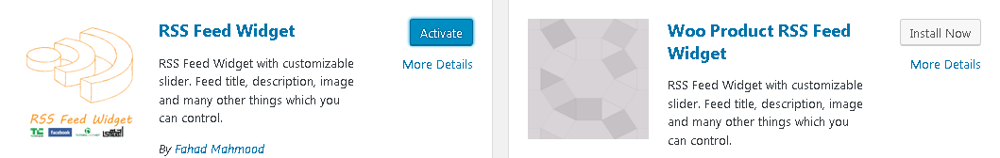 RSS Feed Widget
Activate
RSS Feed Widget with customizable
slider. Feed title, description, image
and many other things which you
can control.
More Details
By Fahad Mahmood
RSS Feed Widget
TC
facebook
Woo Product RSS Feed
Widget
Install Now
RSS Feed Widget with customizable
slider. Feed title, description, image
and many other things which you
can control.
More Details